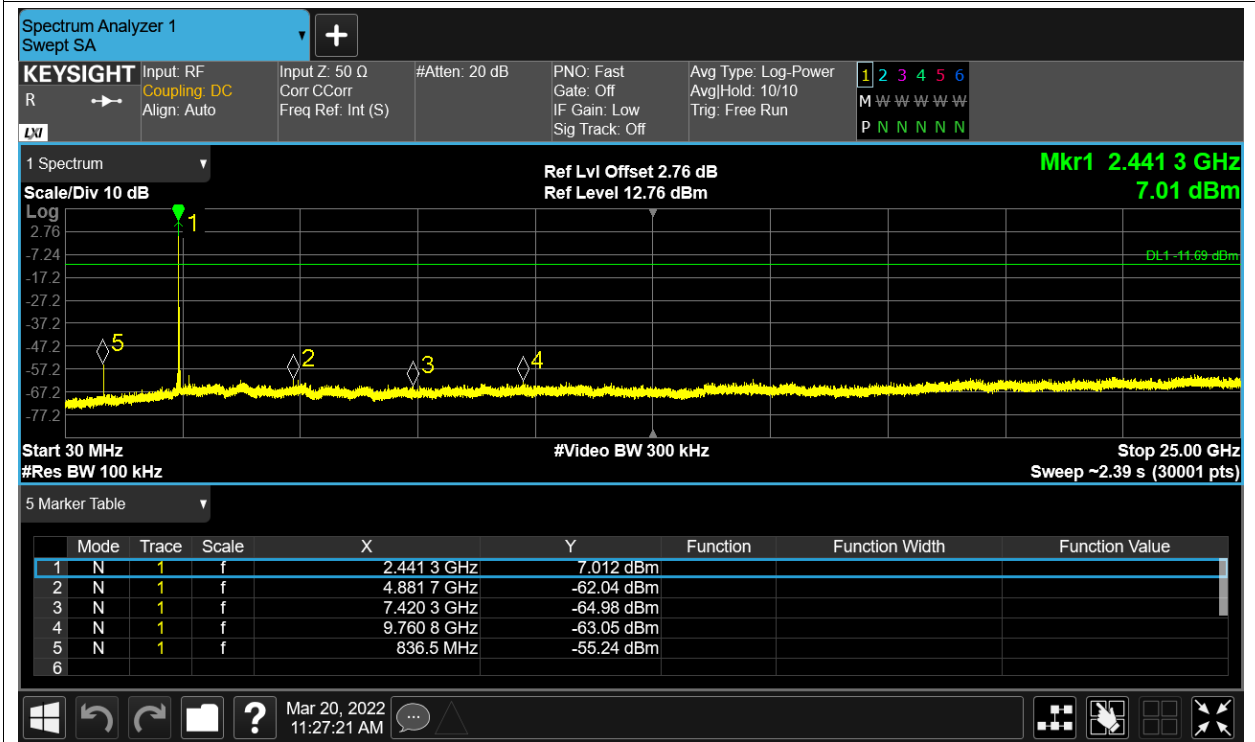 Spectrum Analyzer 1
Swept SA
+
KEYSIGHT Input: RF Input Z: 50 Ω #Atten: 20 dB PNO: Fast Avg Type: Log-Power 1 2 3 4 5 6
R Coupling: DC Corr CCorr Gate: Off Avg|Hold: 10/10 M W W W W W
Align: Auto Freq Ref: Int (S) IF Gain: Low Trig: Free Run
LXI Sig Track: Off P N N N N N
1 Spectrum Ref Lvl Offset 2.76 dB Mkr1 2.441 3 GHz
Scale/Div 10 dB Ref Level 12.76 dBm 7.01 dBm
Log
1
2.76
-7.24 DL1 -11.69 dBm
-17.2
-27.2
-37.2
-47.2 5
-57.2 2 3 4
-67.2
-77.2
Start 30 MHz #Video BW 300 kHz Stop 25.00 GHz
#Res BW 100 kHz Sweep ~2.39 s (30001 pts)
5 Marker Table
Mode Trace Scale X Y Function Function Width Function Value
1 N 1 f 2.441 3 GHz 7.012 dBm
2 N 1 f 4.881 7 GHz -62.04 dBm
3 N 1 f 7.420 3 GHz -64.98 dBm
4 N 1 f 9.760 8 GHz -63.05 dBm
5 N 1 f 836.5 MHz -55.24 dBm
6
? Mar 20, 2022
11:27:21 AM